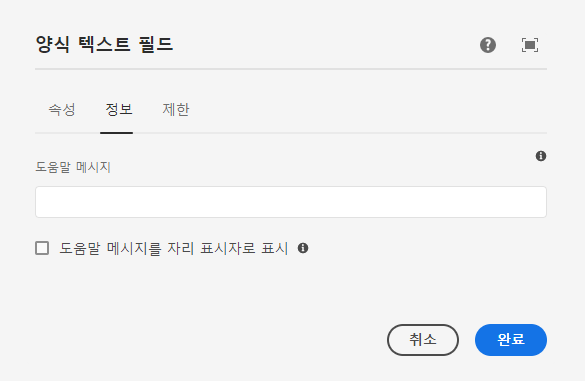 양식 텍스트 필드
속성 정보 제한
도움말 메시지
도움말 메시지를 자리 표시자로 표시
취소 완료